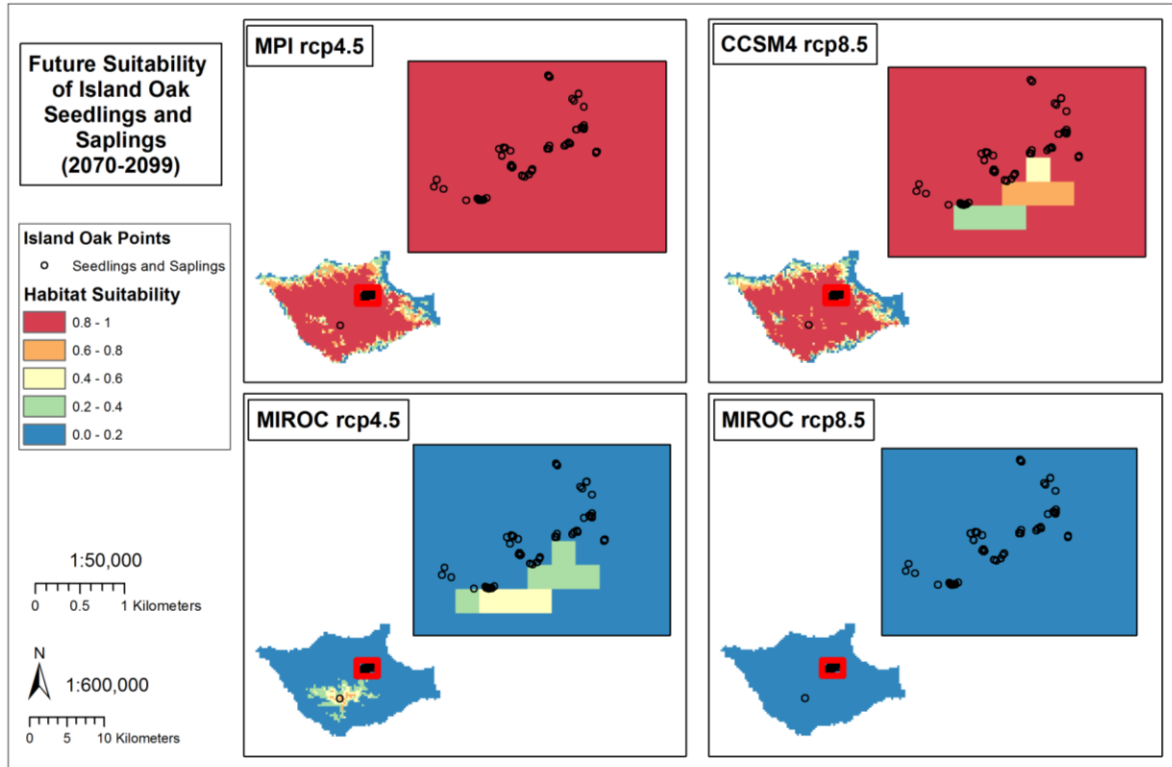 Future Suitability
of Island Oak
Seedlings and
Saplings
(2070-2099)
Island Oak Points
Seedlings and Saplings
Habitat Suitability
0.8 - 1
0.6 - 0.8
0.4 - 0.6
0.2 - 0.4
0.0 - 0.2
1:50,000
0 0.5 1 Kilometers
N
1:600,000
0 5 10 Kilometers
MPI rcp4.5
CCSM4 rcp8.5
MIROC rcp4.5
MIROC rcp8.5